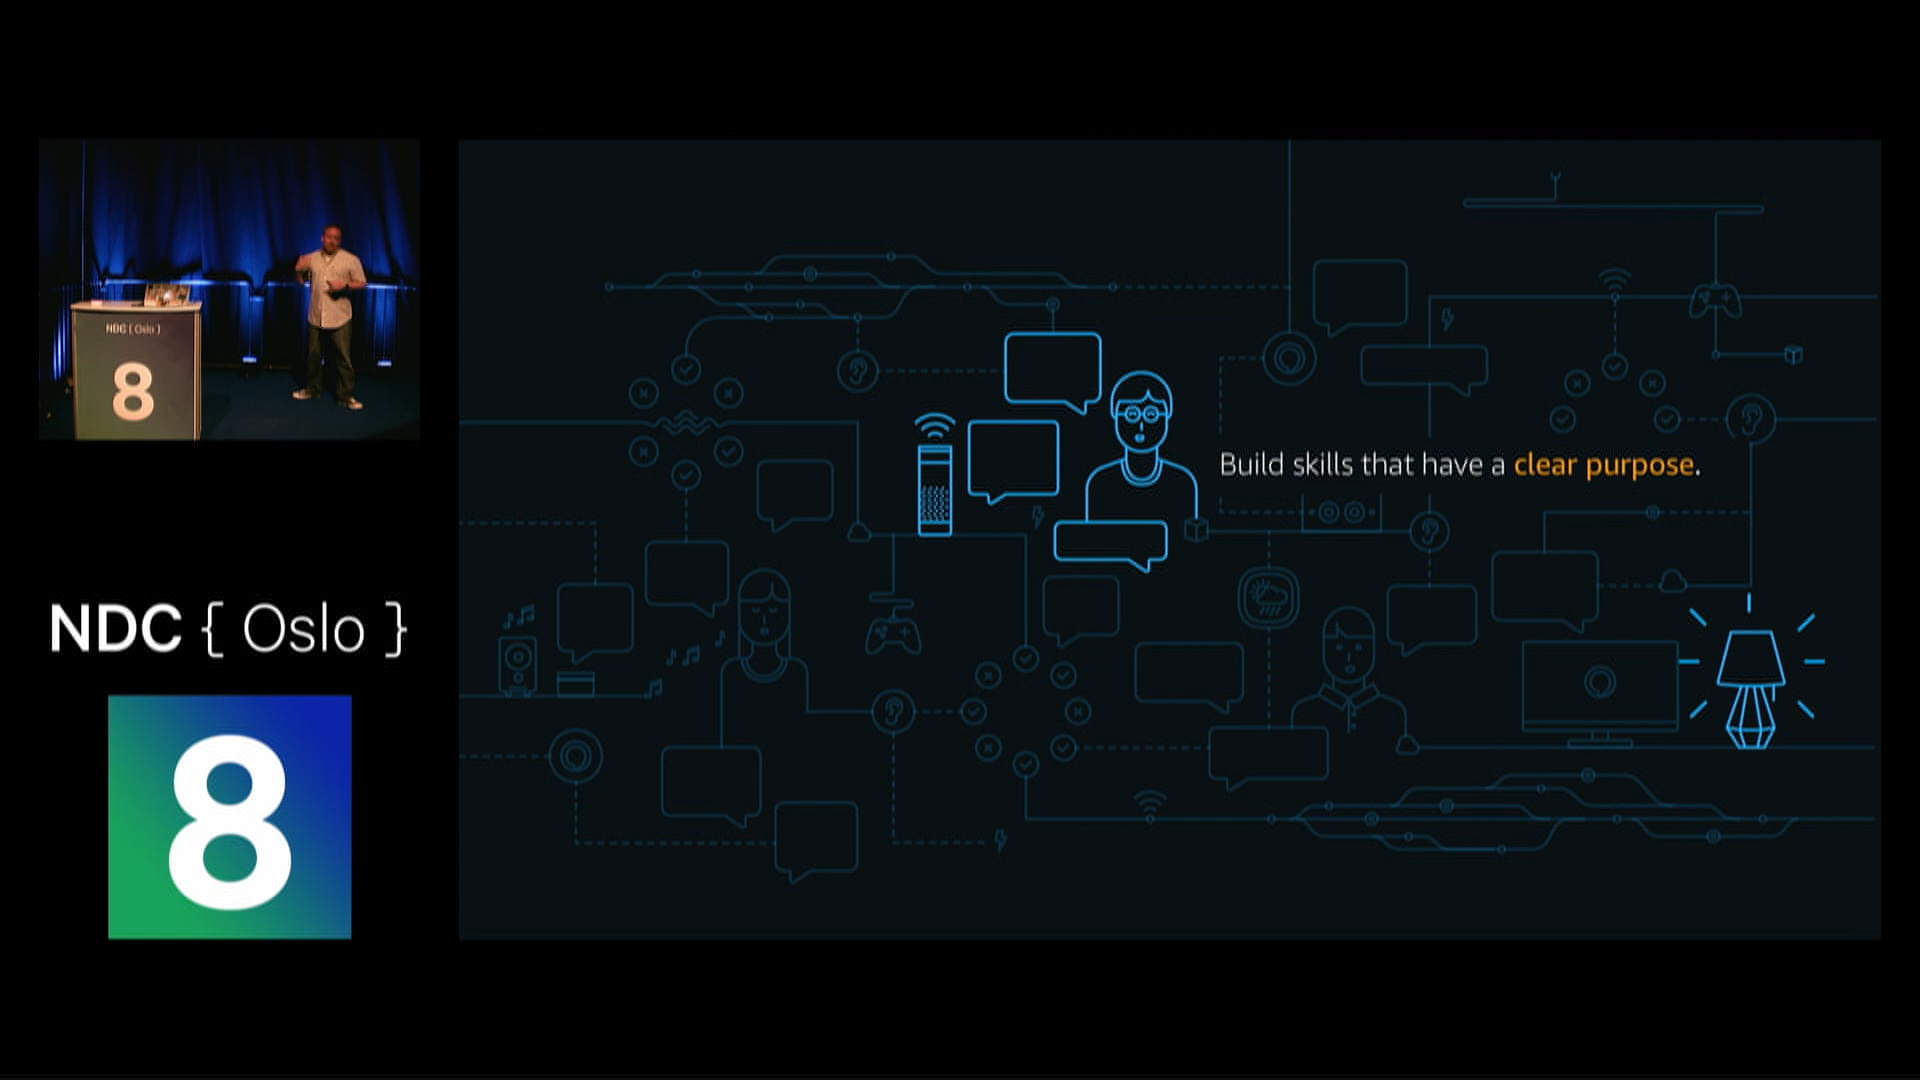 NDC { Oslo }
8
Build skills that have a clear purpose.
NDC { Oslo }
8